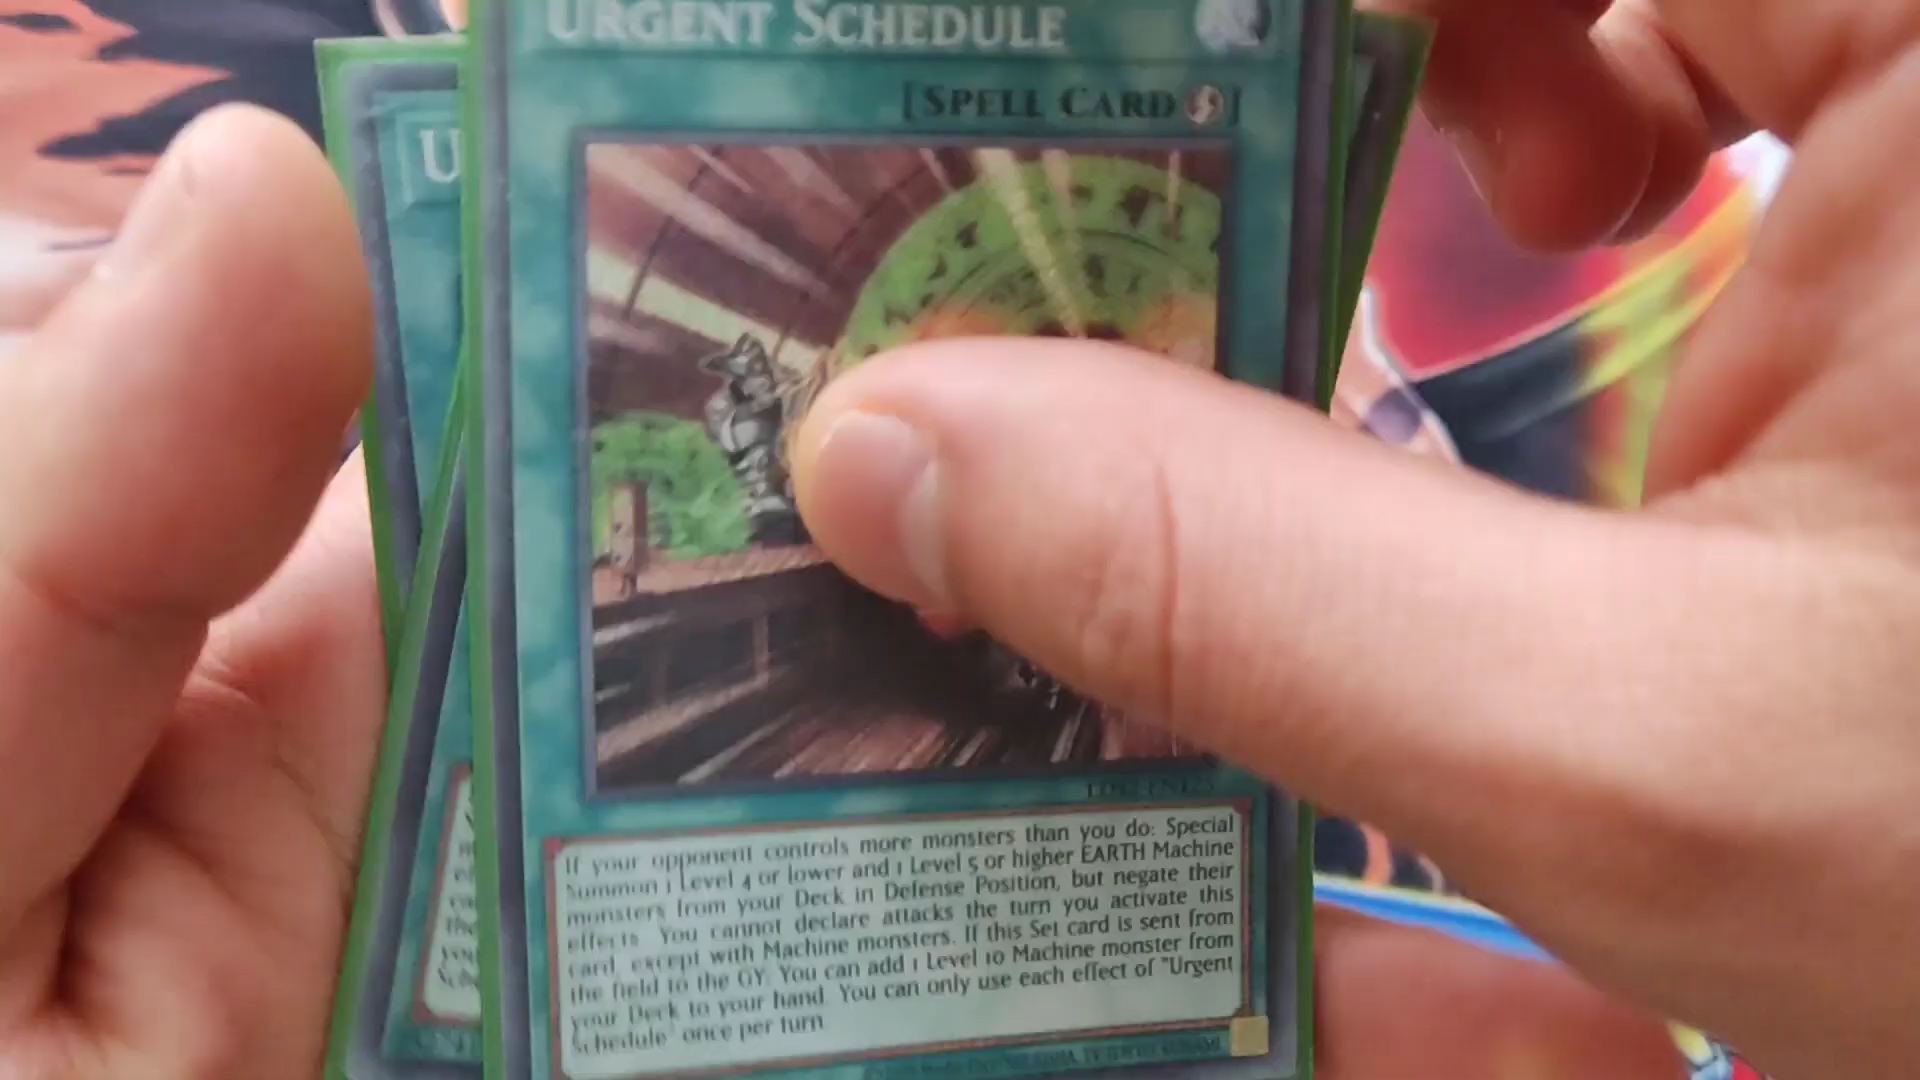 URGENT SCHEDULE
[SPELL CARD ]
U
If your opponent controls more monsters than you do: Special
Summon 1 Level 4 or lower and 1 Level 5 or higher EARTH Machine
monsters from your Deck in Defense Position, but negate their
effects. You cannot declare attacks the turn you activate this
card, except with Machine monsters. If this Set card is sent from
the field to the GY: You can add 1 Level 10 Machine monster from
your Deck to your hand. You can only use each effect of "Urgent
Schedule" once per turn.